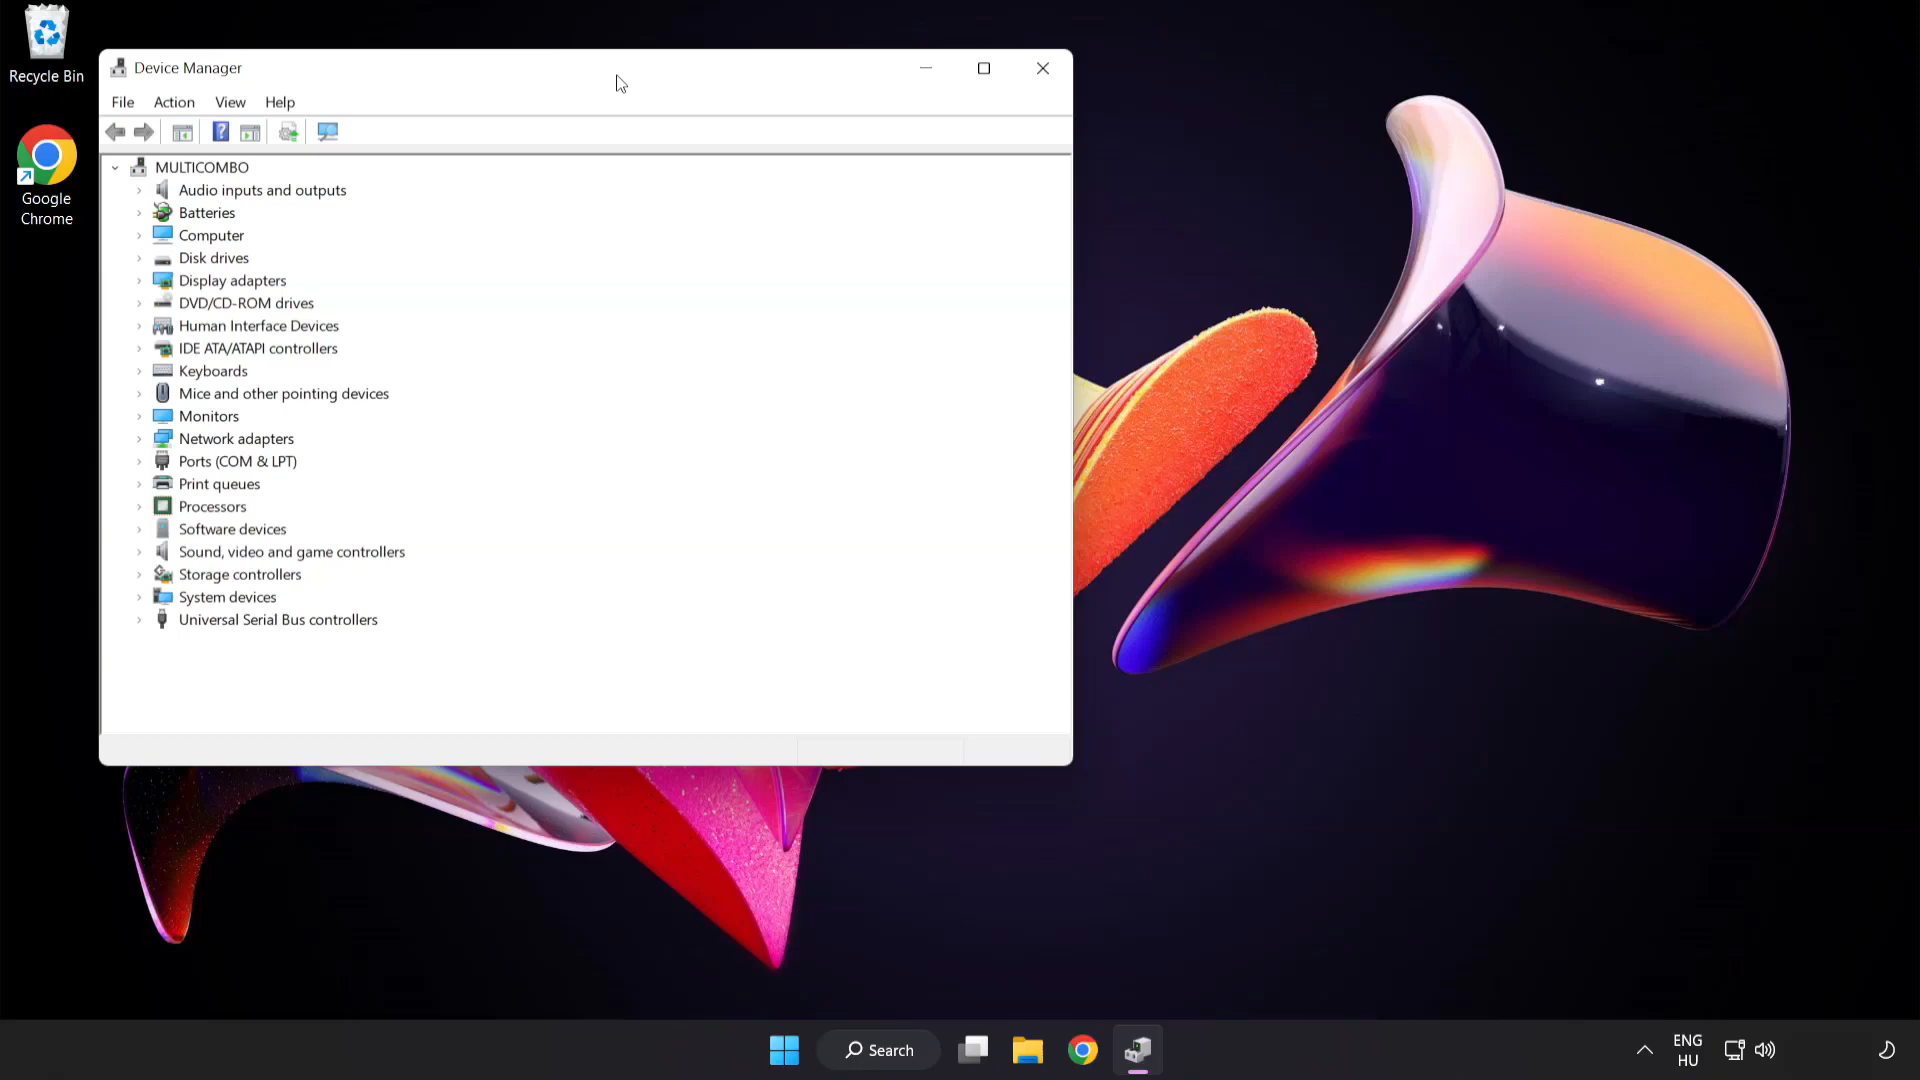 Recycle Bin
Google
Chrome
Device Manager
File Action View Help
MULTICOMBO
Audio inputs and outputs
Batteries
Computer
Disk drives
Display adapters
DVD/CD-ROM drives
Human Interface Devices
IDE ATA/ATAPI controllers
Keyboards
Mice and other pointing devices
Monitors
Network adapters
Ports (COM & LPT)
Print queues
Processors
Software devices
Sound, video and game controllers
Storage controllers
System devices
Universal Serial Bus controllers
Search
ENG
HU